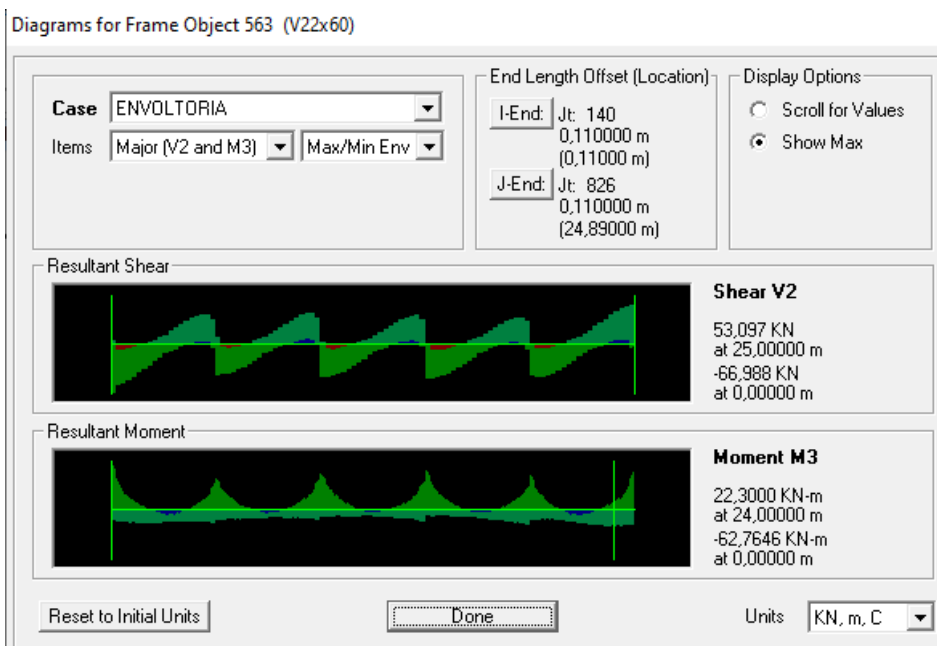 Diagrams for Frame Object 563 (V22x60)
Case ENVOLTORIA
Items Major (V2 and M3) Max/Min Env
End Length Offset (Location)
I-End: Jt: 140
0,110000 m
(0,11000 m)
J-End: Jt: 826
0,110000 m
(24,89000 m)
Display Options
Scroll for Values
Show Max
Resultant Shear
Shear V2
53,097 KN
at 25,00000 m
-66,988 KN
at 0,00000 m
Resultant Moment
Moment M3
22,3000 KN-m
at 24,00000 m
-62,7646 KN-m
at 0,00000 m
Reset to Initial Units
Done
Units KN, m, C